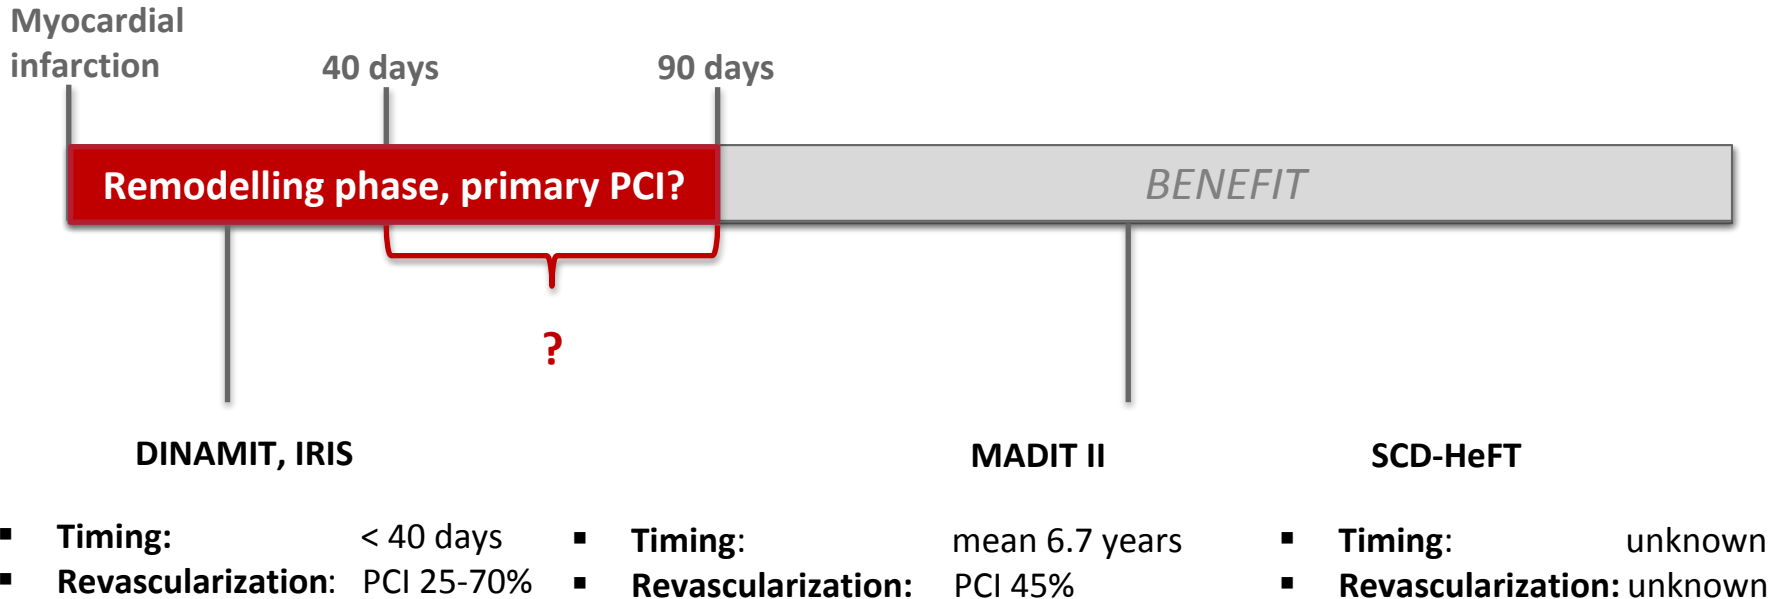 Myocardial
infarction
40 days
90 days
Remodelling phase, primary PCI?
BENEFIT
?
DINAMIT, IRIS
▪ Timing: < 40 days
▪ Revascularization: PCI 25-70%
MADIT II
▪ Timing: mean 6.7 years
▪ Revascularization: PCI 45%
SCD-HeFT
▪ Timing: unknown
▪ Revascularization: unknown